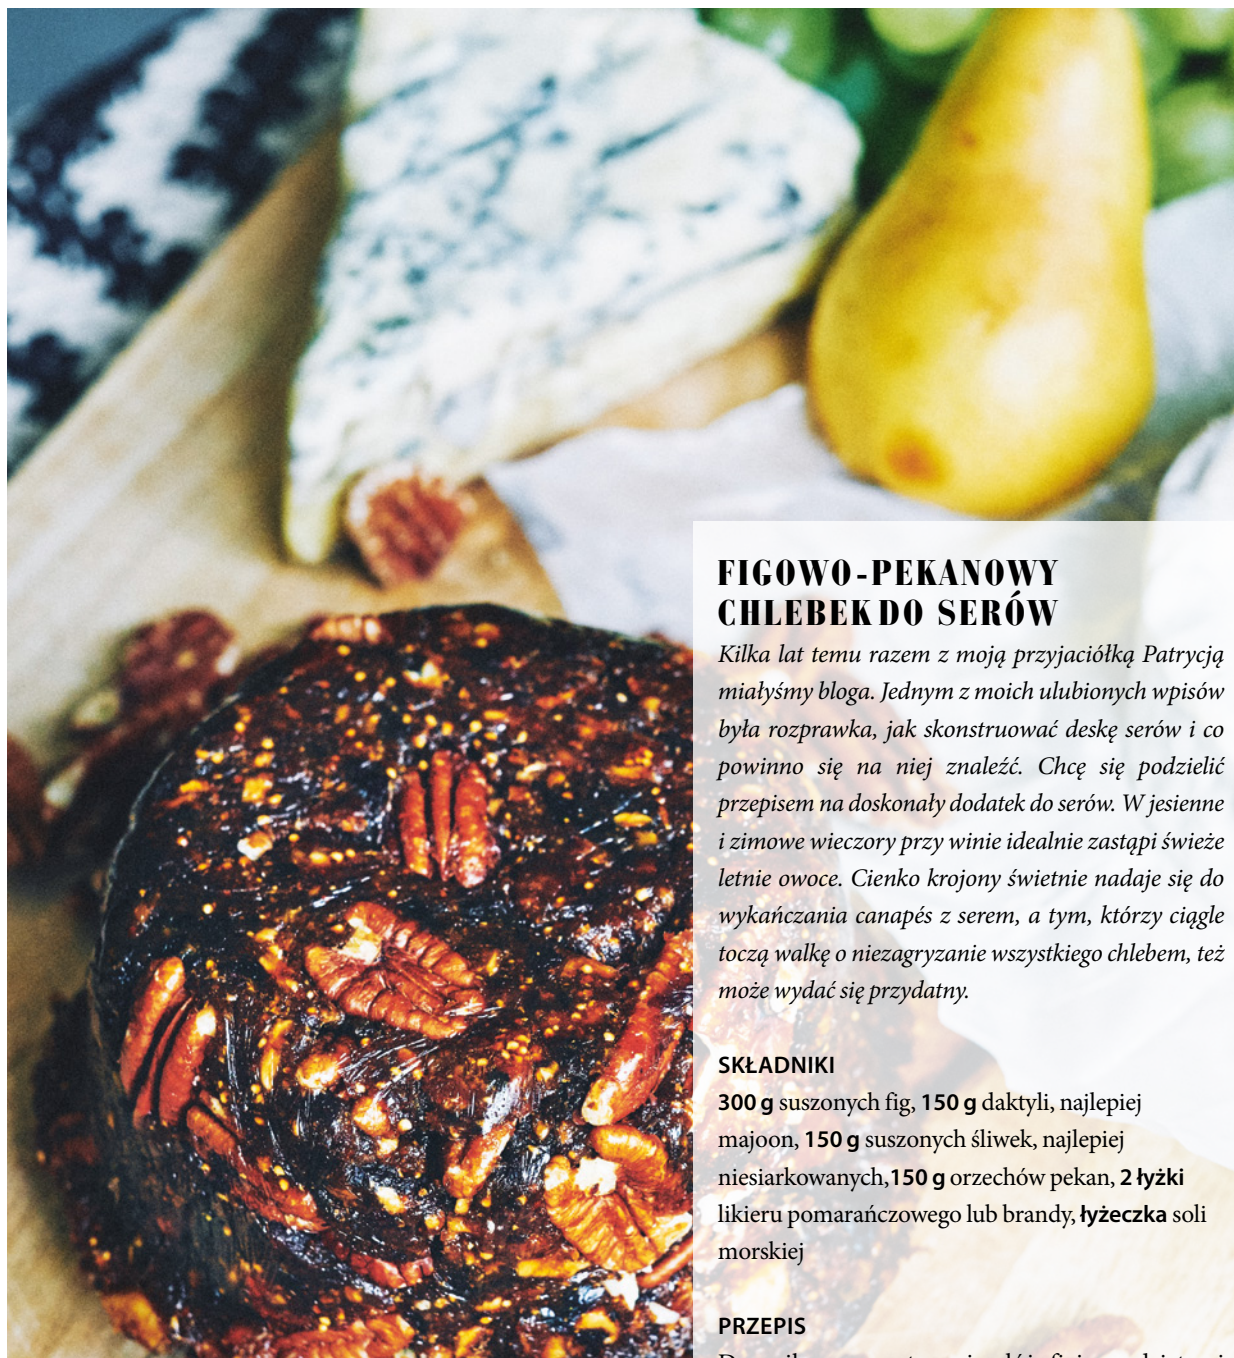 FIGOWO-PEKANOWY
CHLEBEK DO SERÓW
Kilka lat temu razem z moją przyjaciółką Patrycją
miałyśmy bloga. Jednym z moich ulubionych wpisów
była rozprawka, jak skonstruować deskę serów i co
powinno się na niej znaleźć. Chcę się podzielić
przepisem na doskonały dodatek do serów. W jesienne
i zimowe wieczory przy winie idealnie zastąpi świeże
letnie owoce. Cienko krojony świetnie nadaje się do
wykańczania canapés z serem, a tym, którzy ciągle
toczą walkę o niezagryzanie wszystkiego chlebem, też
może wydać się przydatny.
SKŁADNIKI
300 g suszonych fig, 150 g daktyli, najlepiej
majoon, 150 g suszonych śliwek, najlepiej
niesiarkowanych,150 g orzechów pekan, 2 łyżki
likieru pomarańczowego lub brandy, łyżeczka soli
morskiej
PRZEPIS